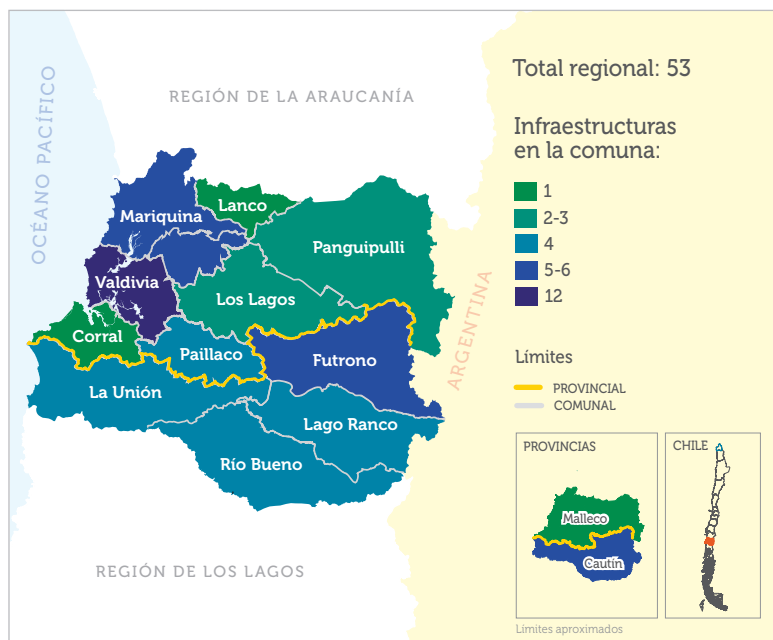 Total regional: 53
OCÉANO PACÍFICO
REGIÓN DE LA ARAUCANÍA
Infraestructuras
en la comuna:
1
2-3
4
5-6
12
Lanco
Mariquina
Panguipulli
Valdivia
Los Lagos
Corral
Paillaco
Futrono
ARGENTINA
La Unión
Lago Ranco
Río Bueno
REGIÓN DE LOS LAGOS
Límites
PROVINCIAL
COMUNAL
PROVINCIAS
Malleco
Cautín
CHILE
Límites aproximados